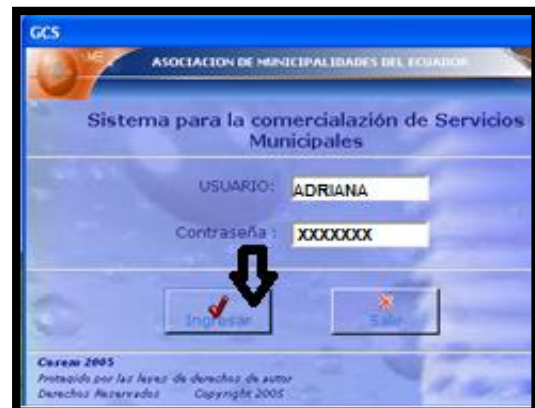 GCS
ASOCIACION DE MUNICIPALIDADES DEL ECUADOR
Sistema para la comercialazión de Servicios
Municipales
USUARIO: ADRIANA
Contraseña : XXXXXXX
Ingresar Salir
2005
Protegido por las leyes de derechos de autor
Derechos Reservados Copyright 2005